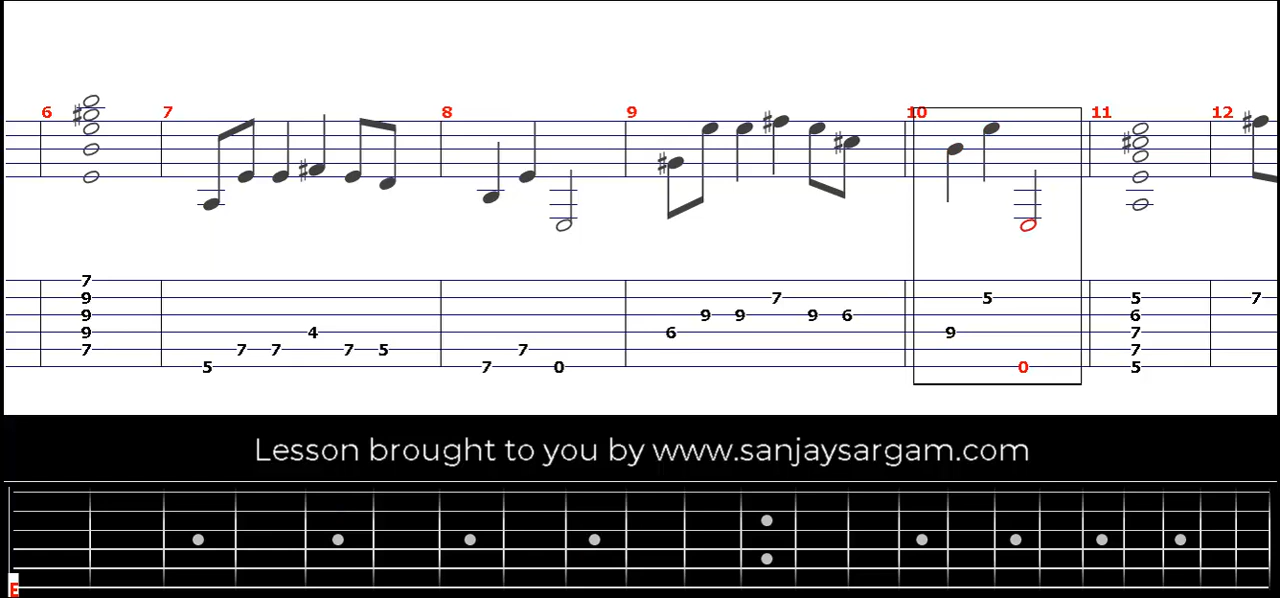 6 7 8 9 10 11 12
7 7 5 5 7
9 4 9 9 9 6 6
9 7 7 7 5 6 9 7
9 7 0 7
7 5 7 0 5
Lesson brought to you by www.sanjaysargam.com
E